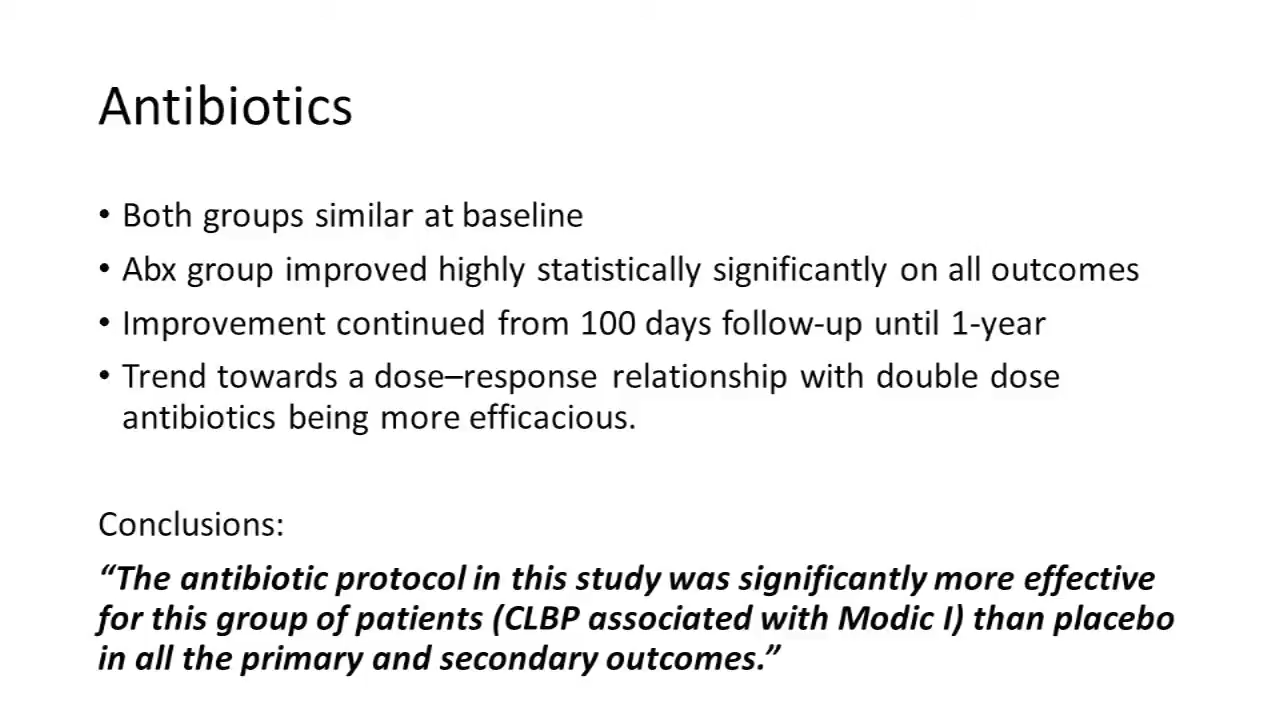 Antibiotics
• Both groups similar at baseline
• Abx group improved highly statistically significantly on all outcomes
• Improvement continued from 100 days follow-up until 1-year
• Trend towards a dose–response relationship with double dose
antibiotics being more efficacious.
Conclusions:
“The antibiotic protocol in this study was significantly more effective
for this group of patients (CLBP associated with Modic I) than placebo
in all the primary and secondary outcomes.”